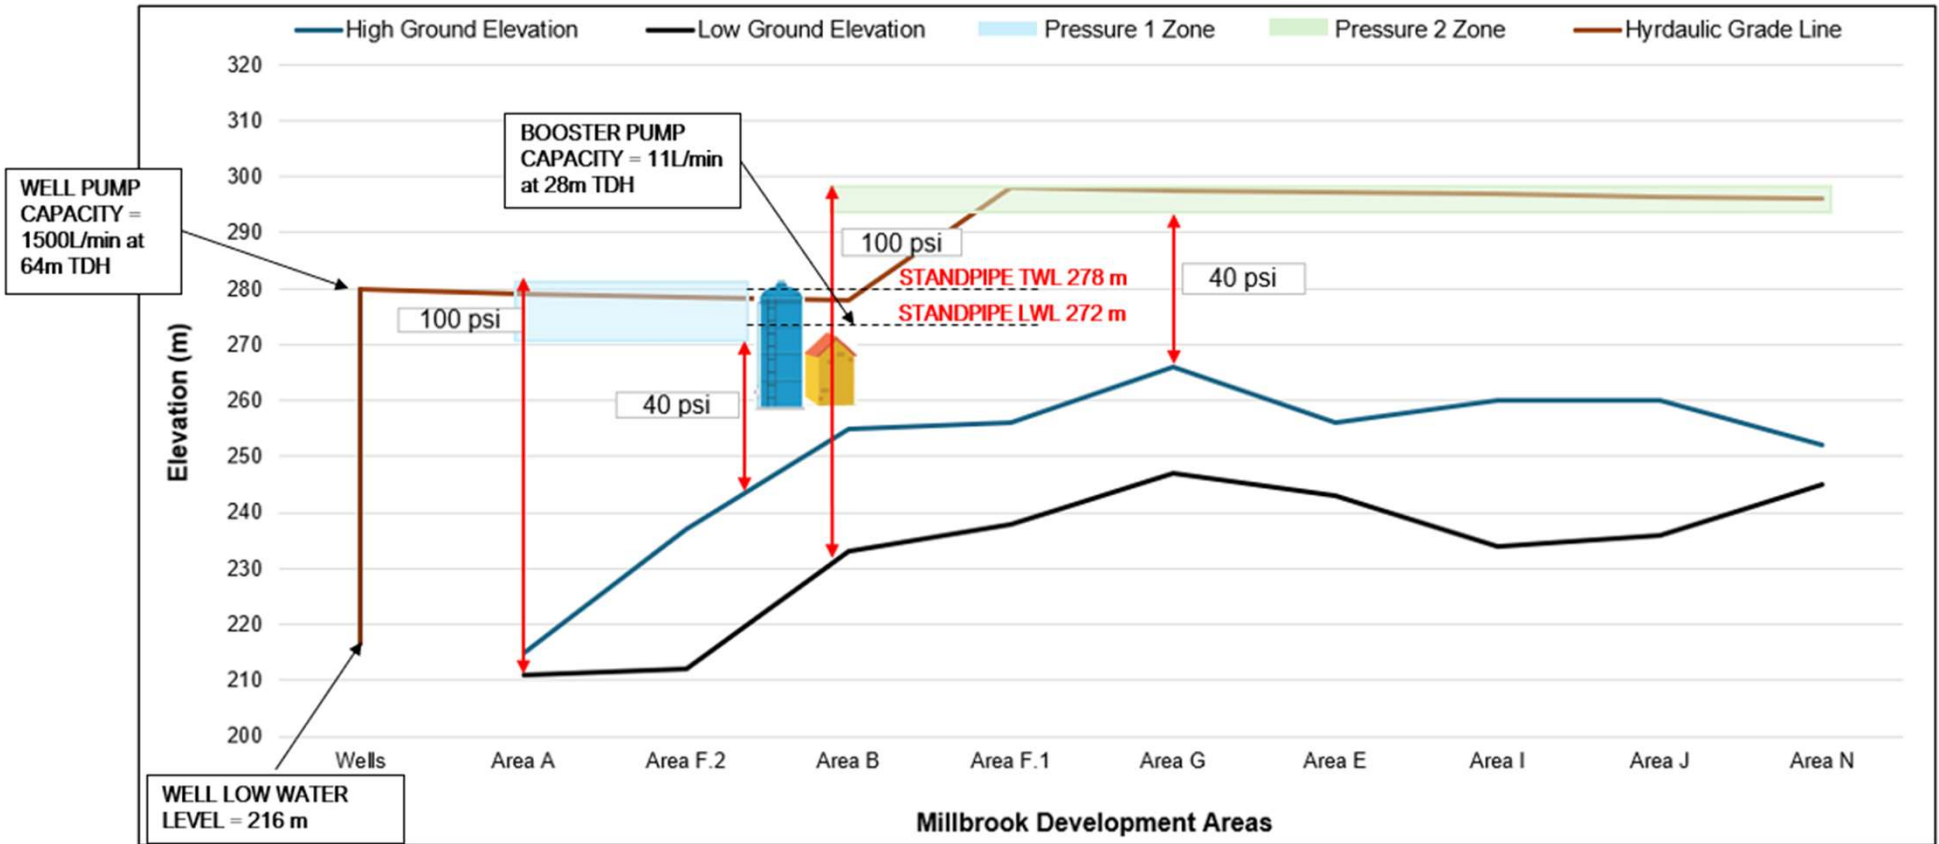 High Ground Elevation Low Ground Elevation Pressure 1 Zone Pressure 2 Zone Hyrdaulic Grade Line
320
310
300
290
280
270
260
250
240
230
220
210
200
Elevation (m)
WELL PUMP
CAPACITY =
1500L/min at
64m TDH
BOOSTER PUMP
CAPACITY = 11L/min
at 28m TDH
100 psi
40 psi
100 psi
STANDPIPE TWL 278 m
STANDPIPE LWL 272 m
40 psi
Wells Area A Area F.2 Area B Area F.1 Area G Area E Area I Area J Area N
WELL LOW WATER
LEVEL = 216 m
Millbrook Development Areas